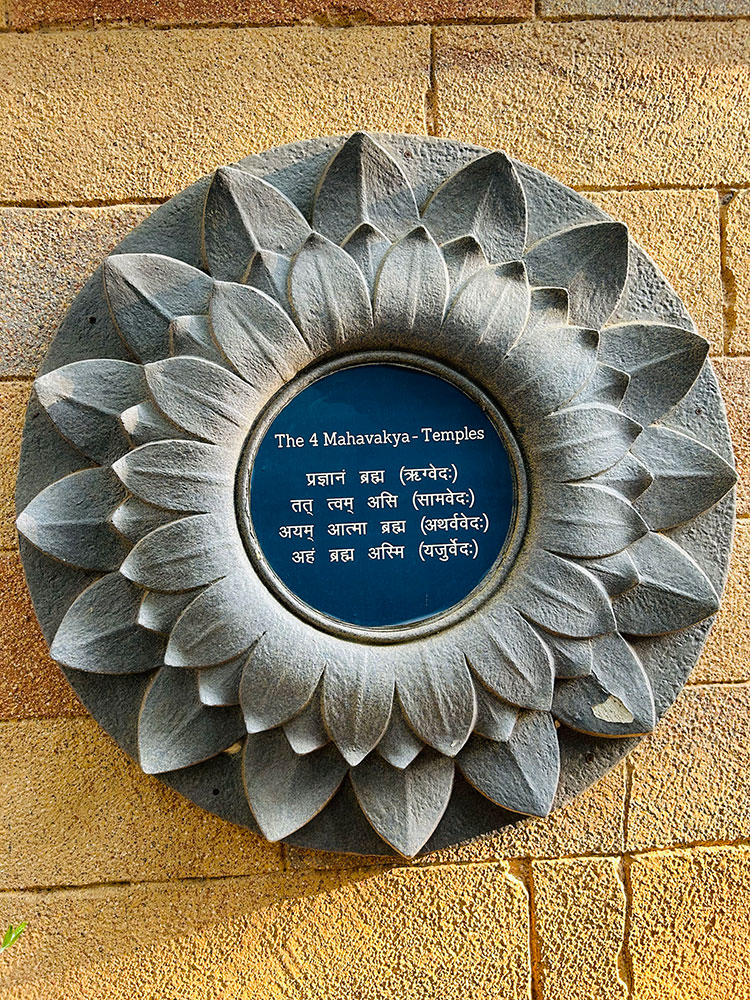 The 4 Mahavakya - Temples
प्रज्ञानं ब्रह्म (ऋग्वेदः)
तत् त्वम् असि (सामवेदः)
अयम् आत्मा ब्रह्म (अथर्ववेदः)
अहं ब्रह्म अस्मि (यजुर्वेदः)